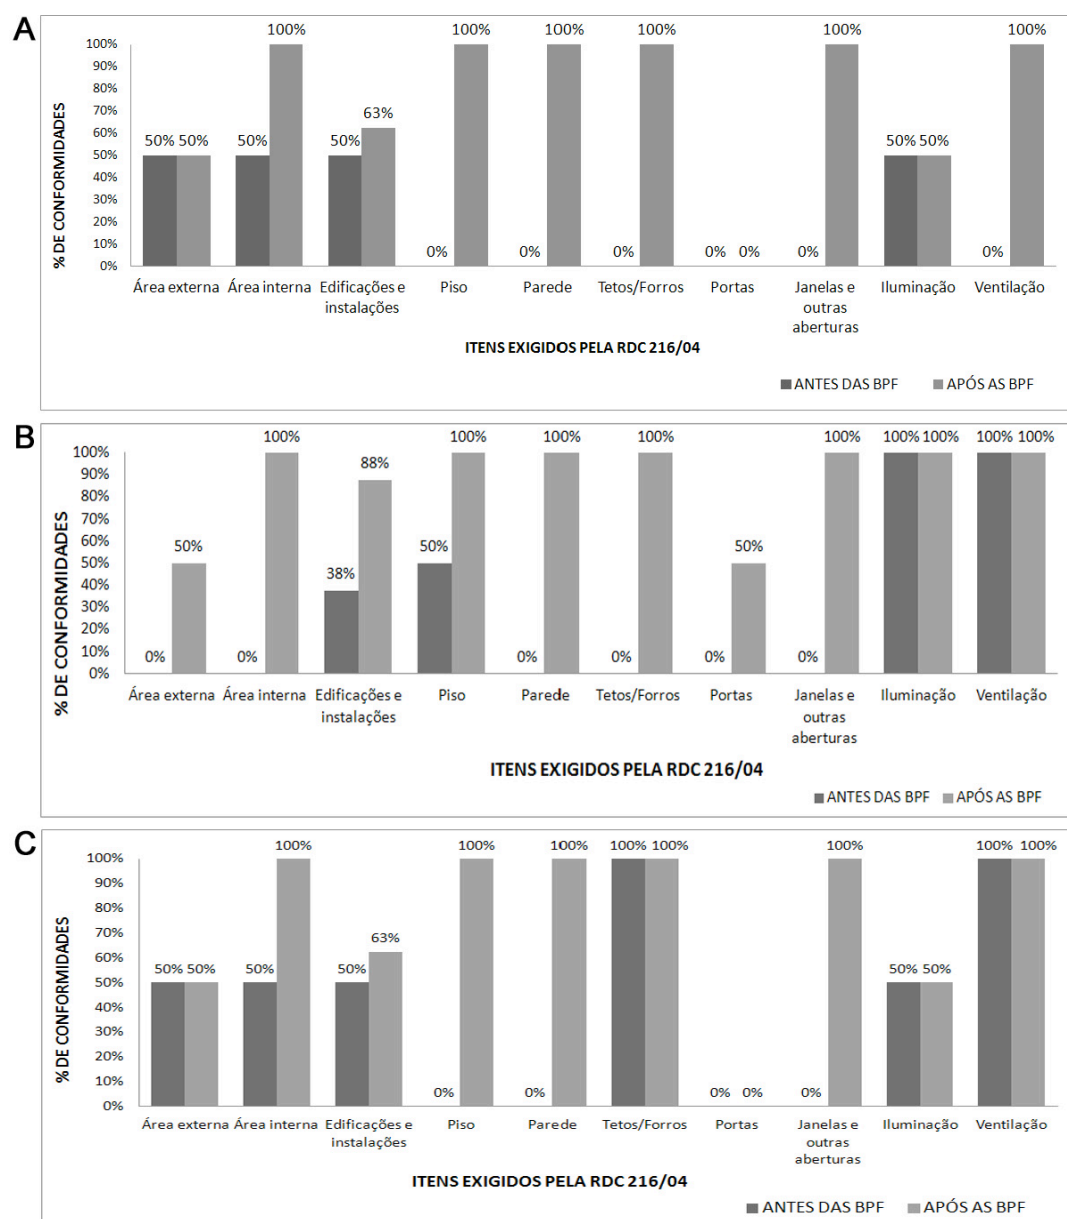 A
% DE CONFORMIDADES
100%
90%
80%
70%
60%
50%
40%
30%
20%
10%
0%
50% 50%
50% 100%
50% 63%
0% 100%
0% 100%
0% 100%
0% 0%
0% 100%
50% 50%
0% 100%
Área externa
Área interna
Edificações e
instalações
Piso
Parede
Tetos/Forros
Portas
Janelas e
outras
aberturas
Iluminação
Ventilação
ITENS EXIGIDOS PELA RDC 216/04
ANTES DAS BPF
APÓS AS BPF
B
% DE CONFORMIDADES
100%
90%
80%
70%
60%
50%
40%
30%
20%
10%
0%
0% 50%
0% 100%
38% 88%
50% 100%
0% 100%
0% 100%
0% 50%
0% 100%
100% 100%
100% 100%
Área externa
Área interna
Edificações e
instalações
Piso
Parede
Tetos/Forros
Portas
Janelas e
outras
aberturas
Iluminação
Ventilação
ITENS EXIGIDOS PELA RDC 216/04
ANTES DAS BPF
APÓS AS BPF
C
% DE CONFORMIDADES
100%
90%
80%
70%
60%
50%
40%
30%
20%
10%
0%
50% 50%
50% 100%
50% 63%
0% 100%
0% 100%
100% 100%
0% 0%
0% 100%
50% 50%
100% 100%
Área externa
Área interna
Edificações e
instalações
Piso
Parede
Tetos/Forros
Portas
Janelas e
outras
aberturas
Iluminação
Ventilação
ITENS EXIGIDOS PELA RDC 216/04
ANTES DAS BPF
APÓS AS BPF